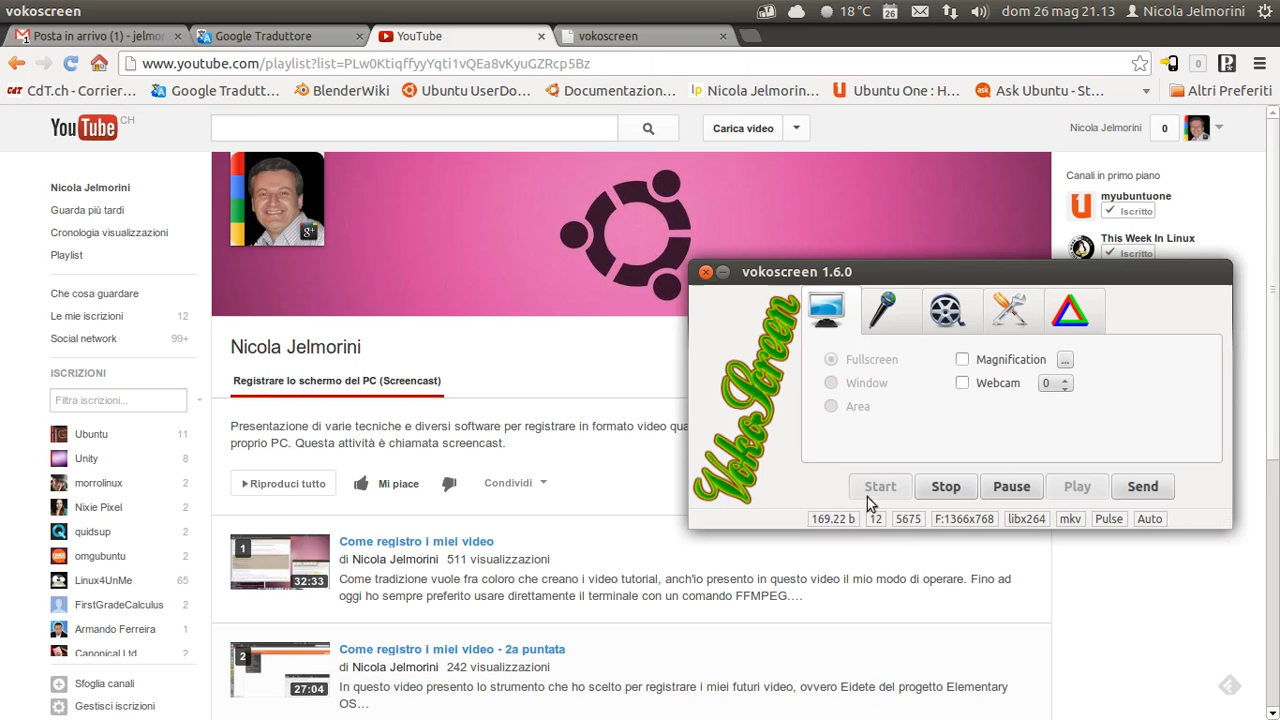 vokoscreen
18 °C
26
dom 26 mag 21.13
Nicola Jelmorini
1
Posta in arrivo (1) - jelmo
Google Traduttore
YouTube
vokoscreen
www.youtube.com/playlist?list=PLw0KtiqffyyYqti1vQEa8vKyuGZRcp5Bz
0
CdT
CdT.ch - Corrier...
Google Tradutt...
BlenderWiki
Ubuntu UserDo...
Documentazion...
Nicola Jelmorin...
Ubuntu One : H...
Ask Ubuntu - St...
Altri Preferiti
YouTube CH
Carica video
Nicola Jelmorini
0
Nicola Jelmorini
Guarda più tardi
Cronologia visualizzazioni
Playlist
Che cosa guardare
Le mie iscrizioni 12
Social network 99+
ISCRIZIONI
Filtra iscrizioni...
Ubuntu 11
Unity 8
morrolinux 2
Nixie Pixel 2
quidsup 2
omgubuntu 2
Linux4UnMe 65
FirstGradeCalculus 2
Armando Ferreira 1
Canonical Ltd 2
Sfoglia canali
Gestisci iscrizioni
g+
Canali in primo piano
myubuntuone
Iscritto
This Week In Linux
Iscritto
Nicola Jelmorini
Registrare lo schermo del PC (Screencast)
Presentazione di varie tecniche e diversi software per registrare in formato video qua
proprio PC. Questa attività è chiamata screencast.
Riproduci tutto
Mi piace
Condividi
1
32:33
Come registro i miei video
di Nicola Jelmorini 511 visualizzazioni
Come tradizione vuole fra coloro che creano i video tutorial, anch'io presento in questo video il mio modo di operare. Fino ad
oggi ho sempre preferito usare direttamente il terminale con un comando FFMPEG....
2
27:04
Come registro i miei video - 2a puntata
di Nicola Jelmorini 242 visualizzazioni
In questo video presento lo strumento che ho scelto per registrare i miei futuri video, ovvero Eidete del progetto Elementary
OS...
vokoscreen 1.6.0
VokoScreen
Fullscreen
Window
Area
Magnification
...
Webcam
0
Start
Stop
Pause
Play
Send
169.22 b
12
5675
F:1366x768
libx264
mkv
Pulse
Auto